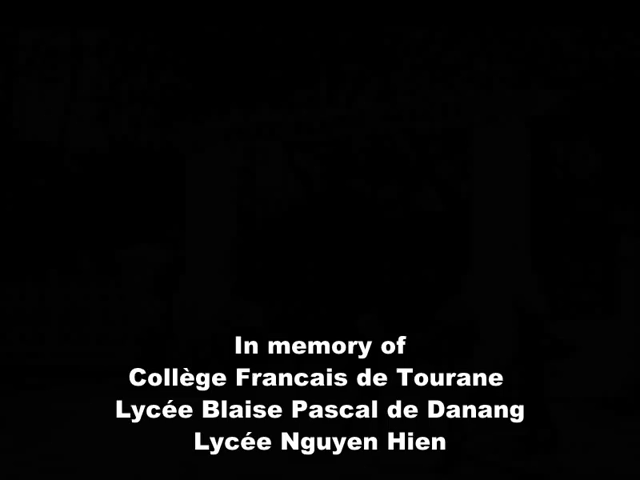 In memory of
Collège Francais de Tourane
Lycée Blaise Pascal de Danang
Lycée Nguyen Hien